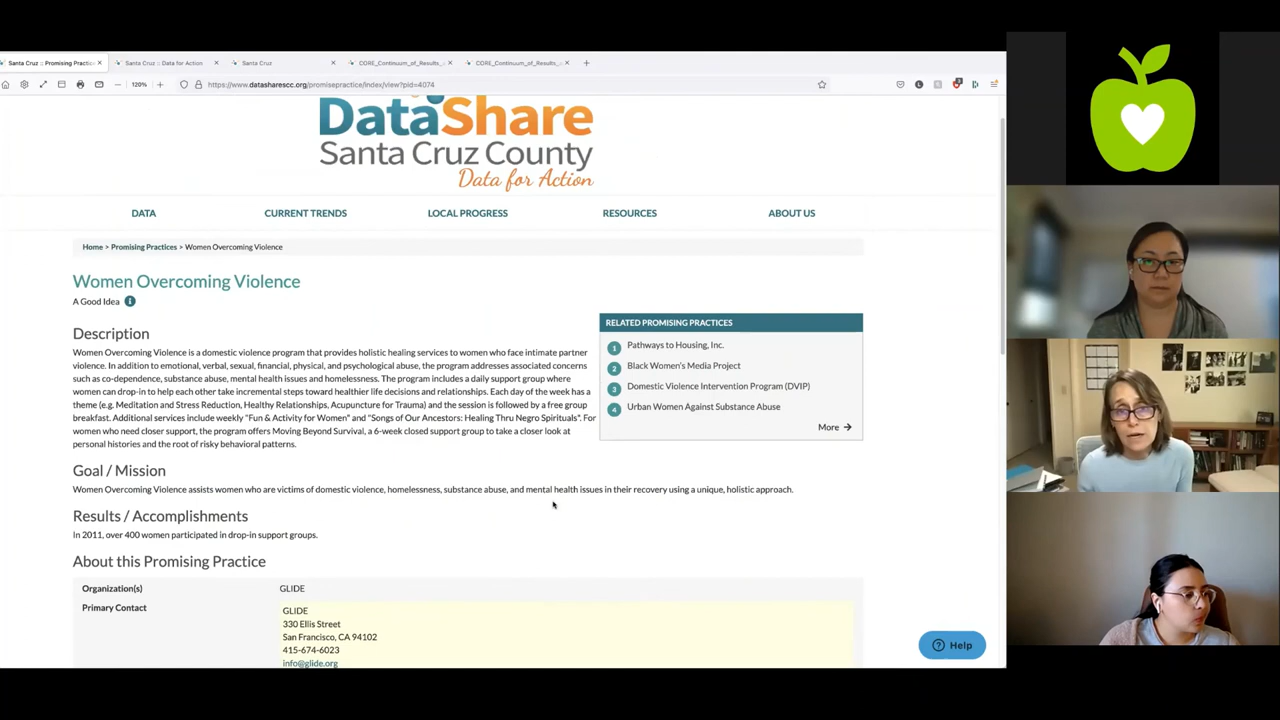 Santa Cruz :: Promising Practic
Santa Cruz :: Data for Action
Santa Cruz
CORE_Continuum_of_Results_
CORE_Continuum_of_Results_
120%
https://www.datasharescc.org/promisepractice/index/view?pid=4074
DataShare
Santa Cruz County
Data for Action
DATA
CURRENT TRENDS
LOCAL PROGRESS
RESOURCES
ABOUT US
Home > Promising Practices > Women Overcoming Violence
Women Overcoming Violence
A Good Idea
Description
Women Overcoming Violence is a domestic violence program that provides holistic healing services to women who face intimate partner
violence. In addition to emotional, verbal, sexual, financial, physical, and psychological abuse, the program addresses associated concerns
such as co-dependence, substance abuse, mental health issues and homelessness. The program includes a daily support group where
women can drop-in to help each other take incremental steps toward healthier life decisions and relationships. Each day of the week has a
theme (e.g. Meditation and Stress Reduction, Healthy Relationships, Acupuncture for Trauma) and the session is followed by a free group
breakfast. Additional services include weekly "Fun & Activity for Women" and "Songs of Our Ancestors: Healing Thru Negro Spirituals". For
women who need closer support, the program offers Moving Beyond Survival, a 6-week closed support group to take a closer look at
personal histories and the root of risky behavioral patterns.
RELATED PROMISING PRACTICES
1 Pathways to Housing, Inc.
2 Black Women's Media Project
3 Domestic Violence Intervention Program (DVIP)
4 Urban Women Against Substance Abuse
More →
Goal / Mission
Women Overcoming Violence assists women who are victims of domestic violence, homelessness, substance abuse, and mental health issues in their recovery using a unique, holistic approach.
Results / Accomplishments
In 2011, over 400 women participated in drop-in support groups.
About this Promising Practice
Organization(s)
GLIDE
Primary Contact
GLIDE
330 Ellis Street
San Francisco, CA 94102
415-674-6023
info@glide.org
Help